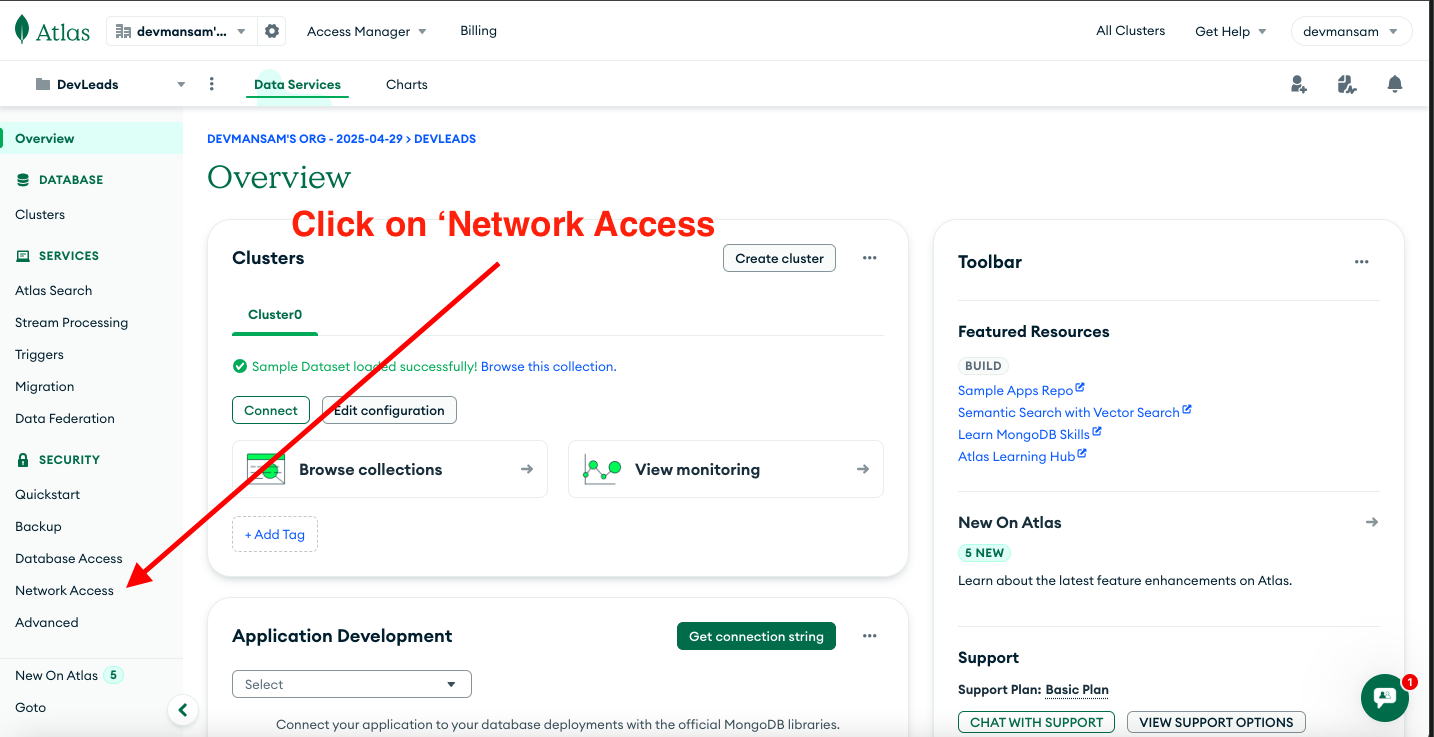 Atlas
devmansam'...
Access Manager
Billing
All Clusters
Get Help
devmansam
DevLeads
Data Services
Charts
Overview
DATABASE
Clusters
SERVICES
Atlas Search
Stream Processing
Triggers
Migration
Data Federation
SECURITY
Quickstart
Backup
Database Access
Network Access
Advanced
New On Atlas 5
Goto
DEVMANSAM'S ORG - 2025-04-29 > DEVLEADS
Overview
Click on ‘Network Access
Clusters
Create cluster
Cluster0
Sample Dataset loaded successfully! Browse this collection.
Connect
Edit configuration
Browse collections
View monitoring
+ Add Tag
Application Development
Get connection string
Select
Connect your application to your database deployments with the official MongoDB libraries.
Toolbar
Featured Resources
BUILD
Sample Apps Repo
Semantic Search with Vector Search
Learn MongoDB Skills
Atlas Learning Hub
New On Atlas
5 NEW
Learn about the latest feature enhancements on Atlas.
Support
Support Plan: Basic Plan
CHAT WITH SUPPORT
VIEW SUPPORT OPTIONS
1